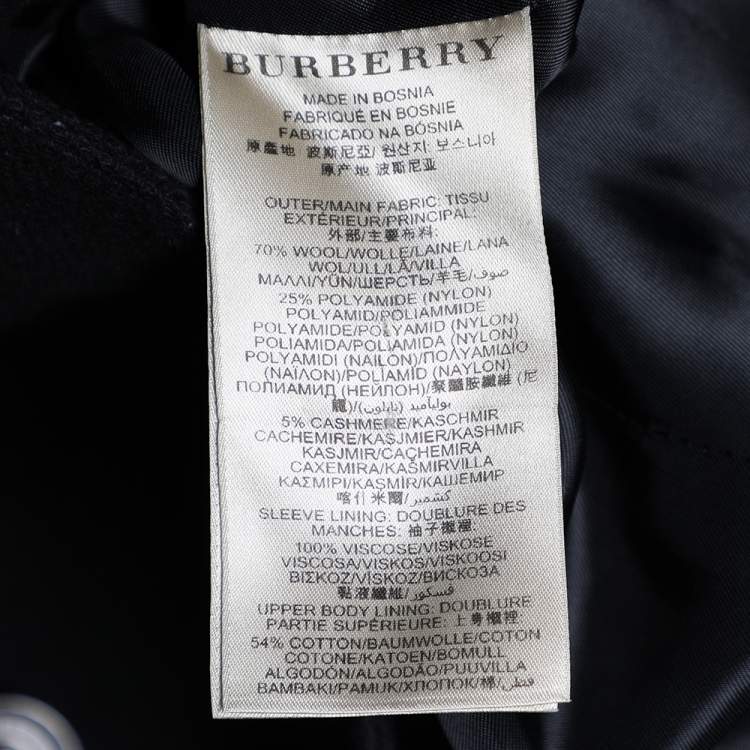 BURBERRY
MADE IN BOSNIA
FABRIQUÉ EN BOSNIE
FABRICADO NA BÓSNIA
原產地 波斯尼亞/ 원산지 보스니아
原产地 波斯尼亚
OUTER/MAIN FABRIC: TISSU
EXTÉRIEUR/PRINCIPAL:
外部/主要布料:
70% WOOL/WOLLE/LAINE/LANA
WOL/ULL/LÃ/VILLA
ΜΑΛΛΙ/YÜN/ШЕРСТЬ/羊毛/صوف
25% POLYAMIDE (NYLON)
POLYAMID/POLIAMMIDE
POLYAMIDE/POLYAMID (NYLON)
POLIAMIDA/POLIAMIDA (NYLON)
POLYAMIDI (NAILON)/ΠΟΛΥΑΜΙΔΙΟ
(ΝΑΪΛΟΝ)/POLİAMİD (NAYLON)
ПОЛИАМИД (НЕЙЛОН)/聚醯胺纖維 (尼
龍)/بوليآميد (نايلون)
5% CASHMERE/KASCHMIR
CACHEMIRE/KASJMIER/KASHMIR
KASJMIR/CACHEMIRA
CAXEMIRA/KAŠMIRVILLA
ΚΑΣΜΙΡΙ/KAŞMİR/КАШЕМИР
喀什米爾/كشمير
SLEEVE LINING: DOUBLURE DES
MANCHES: 袖子襯裡:
100% VISCOSE/VISKOSE
VISCOSA/VISKOS/VISKOOSI
ΒΙΣΚΟΖ/VİSKOZ/ВИСКОЗА
黏液纖維/فسكوز
UPPER BODY LINING: DOUBLURE
PARTIE SUPÉRIEURE: 上身襯裡:
54% COTTON/BAUMWOLLE/COTON
COTONE/KATOEN/BOMULL
ALGODÓN/ALGODÃO/PUUVILLA
ΒΑΜΒΑΚΙ/PAMUK/ХЛОПОК/棉/قطن